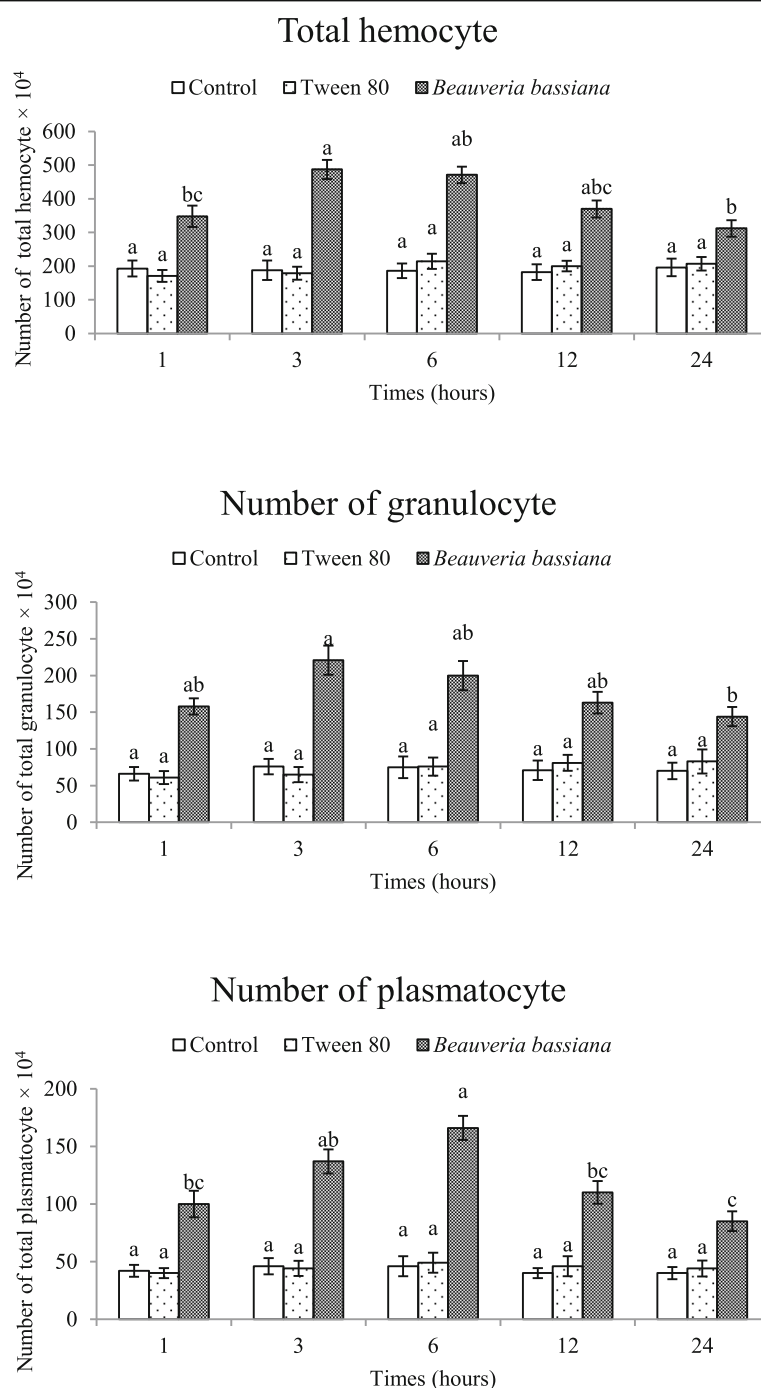 Total hemocyte
Control Tween 80 Beauveria bassiana
Number of total hemocyte × 10⁴
600
500
400
300
200
100
0
a a bc
a a a
a a ab
a a abc
a a b
1 3 6 12 24
Times (hours)
Number of granulocyte
Control Tween 80 Beauveria bassiana
Number of total granulocyte × 10⁴
300
250
200
150
100
50
0
a a ab
a a a
a a ab
a a ab
a a b
1 3 6 12 24
Times (hours)
Number of plasmatocyte
Control Tween 80 Beauveria bassiana
Number of total plasmatocyte × 10⁴
200
150
100
50
0
a a bc
a a ab
a a a
a a bc
a a c
1 3 6 12 24
Times (hours)